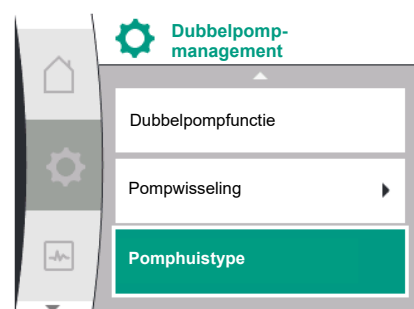 Dubbelpomp-
management
Dubbelpompfunctie
Pompwisseling
Pomphuistype